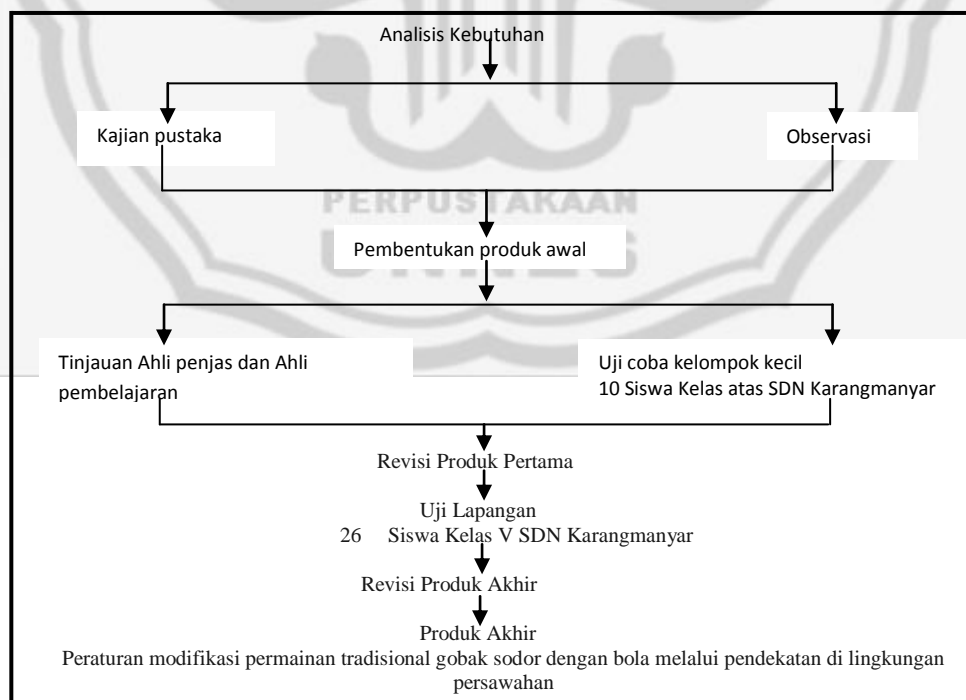 Analisis Kebutuhan
Kajian pustaka
Observasi
PERPUSTAKAAN
UNNES
Pembentukan produk awal
Tinjauan Ahli penjas dan Ahli
pembelajaran
Uji coba kelompok kecil
10 Siswa Kelas atas SDN Karangmanyar
Revisi Produk Pertama
Uji Lapangan
26 Siswa Kelas V SDN Karangmanyar
Revisi Produk Akhir
Produk Akhir
Peraturan modifikasi permainan tradisional gobak sodor dengan bola melalui pendekatan di lingkungan
persawahan